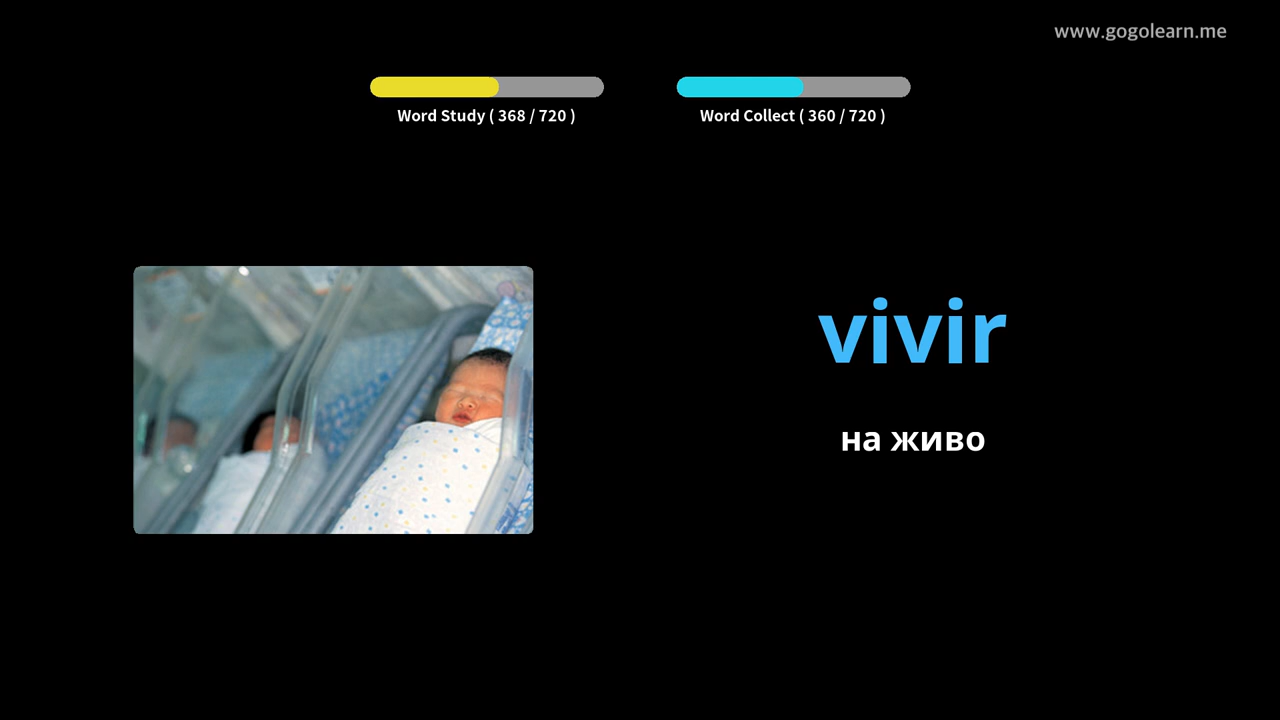 www.gogolearn.me
Word Study ( 368 / 720 )
Word Collect ( 360 / 720 )
vivir
на живо